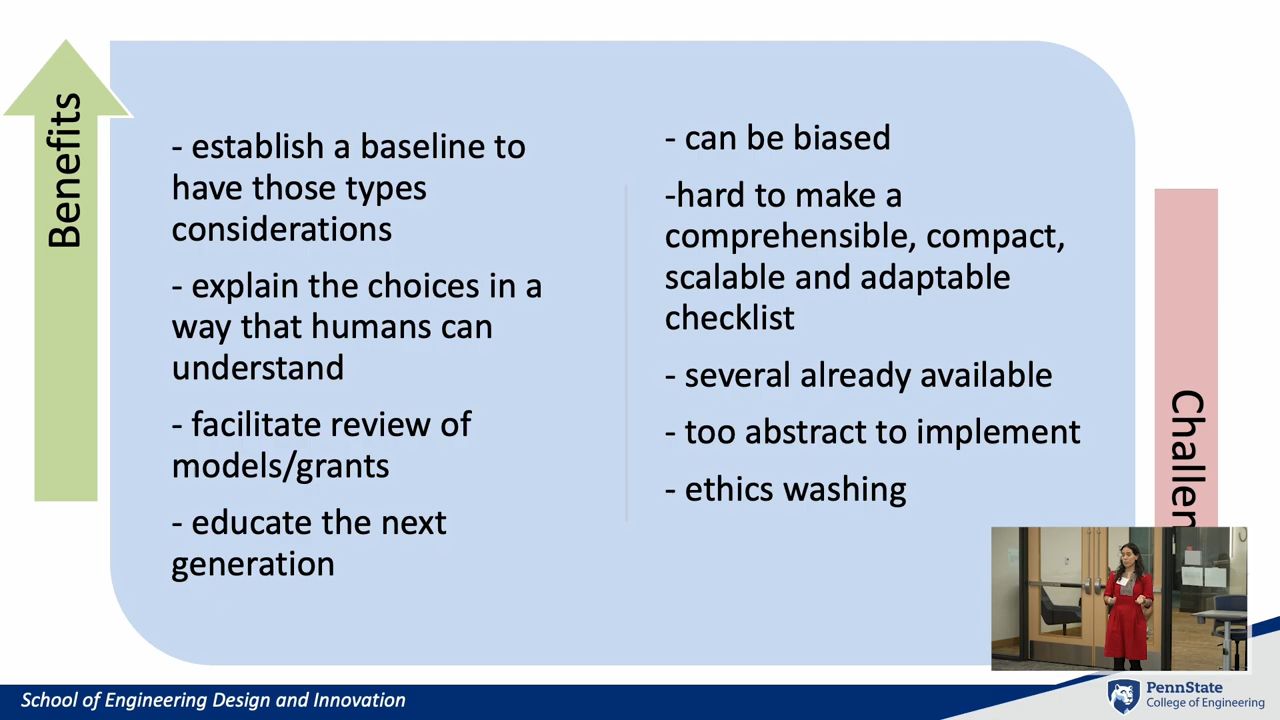 Benefits
- establish a baseline to
have those types
considerations
- explain the choices in a
way that humans can
understand
- facilitate review of
models/grants
- educate the next
generation
- can be biased
-hard to make a
comprehensible, compact,
scalable and adaptable
checklist
- several already available
- too abstract to implement
- ethics washing
Challen
School of Engineering Design and Innovation
PennState
College of Engineering